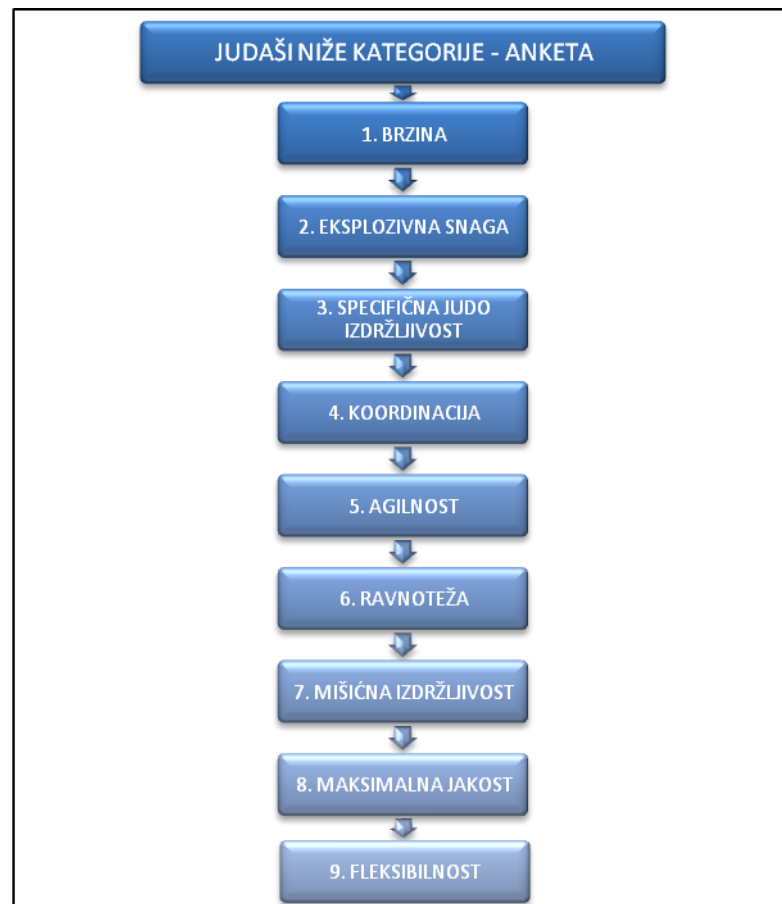 JUDAŠI NIŽE KATEGORIJE - ANKETA
1. BRZINA
2. EKSPLOZIVNA SNAGA
3. SPECIFIČNA JUDO
IZDRŽLJIVOST
4. KOORDINACIJA
5. AGILNOST
6. RAVNOTEŽA
7. MIŠIĆNA IZDRŽLJIVOST
8. MAKSIMALNA JAKOST
9. FLEKSIBILNOST